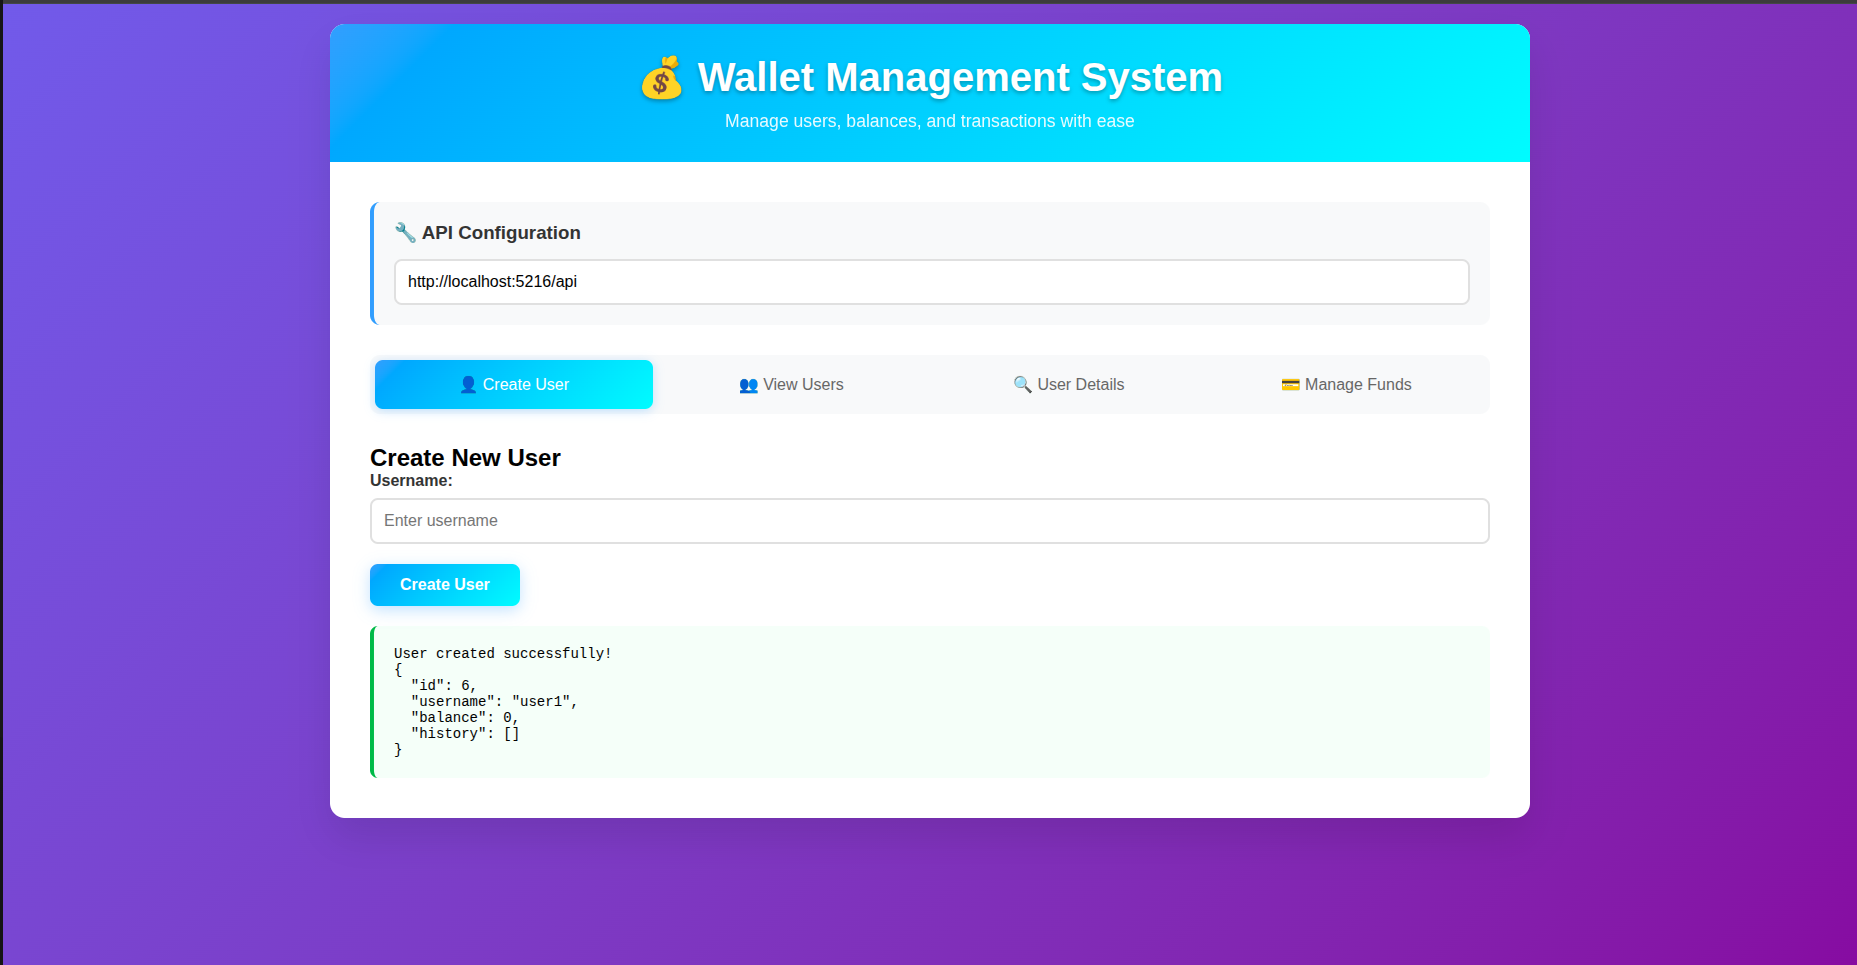 💰 Wallet Management System
Manage users, balances, and transactions with ease
🔧 API Configuration
http://localhost:5216/api
👤 Create User
👥 View Users
🔍 User Details
💳 Manage Funds
Create New User
Username:
Enter username
Create User
User created successfully!
{
  "id": 6,
  "username": "user1",
  "balance": 0,
  "history": []
}